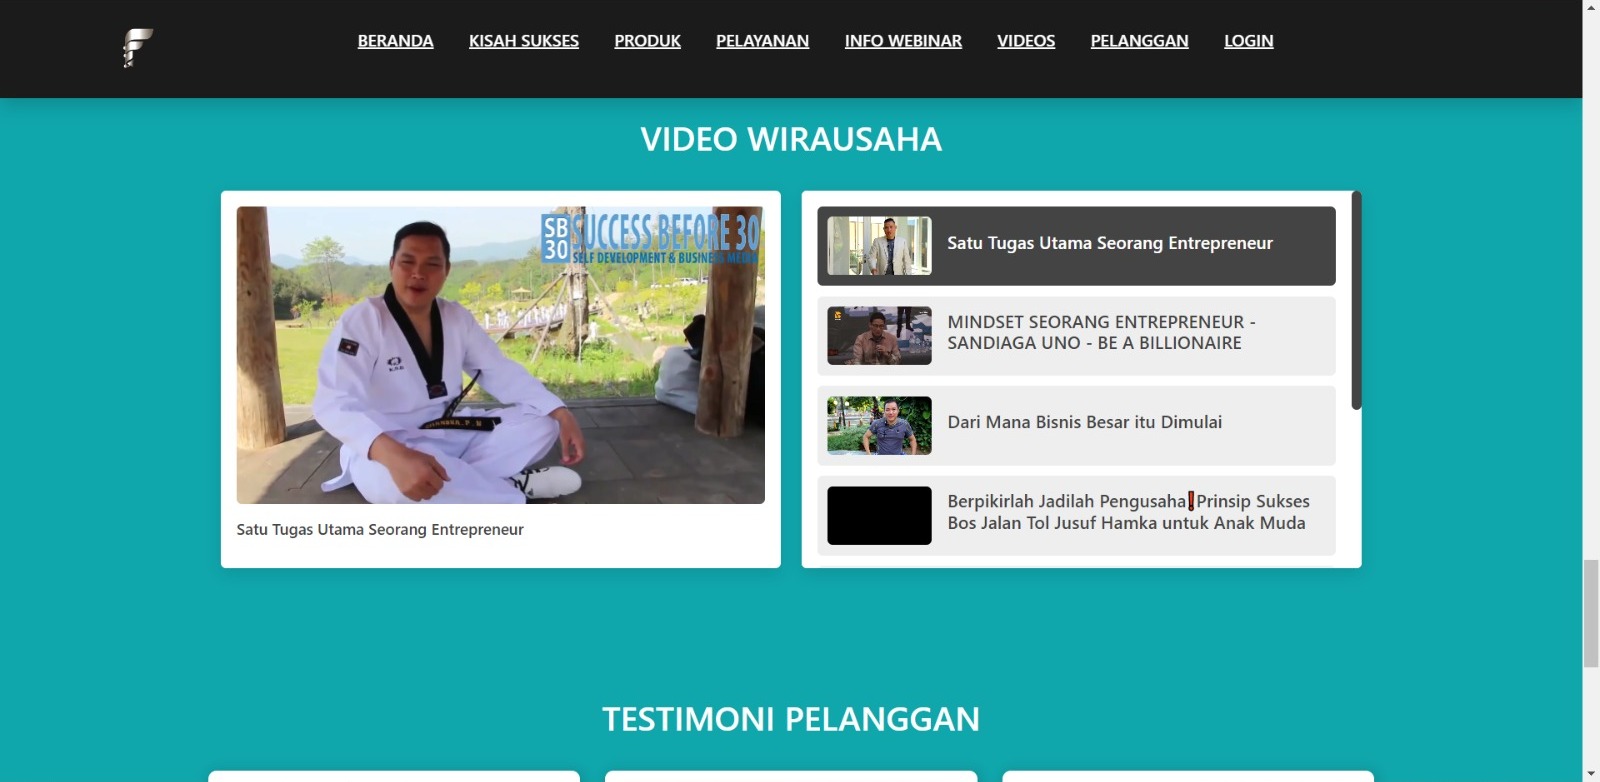 BERANDA KISAH SUKSES PRODUK PELAYANAN INFO WEBINAR VIDEOS PELANGGAN LOGIN
VIDEO WIRAUSAHA
SB SUCCESS BEFORE 30
30 SELF DEVELOPMENT & BUSINESS MEDIA
Satu Tugas Utama Seorang Entrepreneur
Satu Tugas Utama Seorang Entrepreneur
MINDSET SEORANG ENTREPRENEUR -
SANDIAGA UNO - BE A BILLIONAIRE
Dari Mana Bisnis Besar itu Dimulai
Berpikirlah Jadilah Pengusaha❗Prinsip Sukses
Bos Jalan Tol Jusuf Hamka untuk Anak Muda
TESTIMONI PELANGGAN